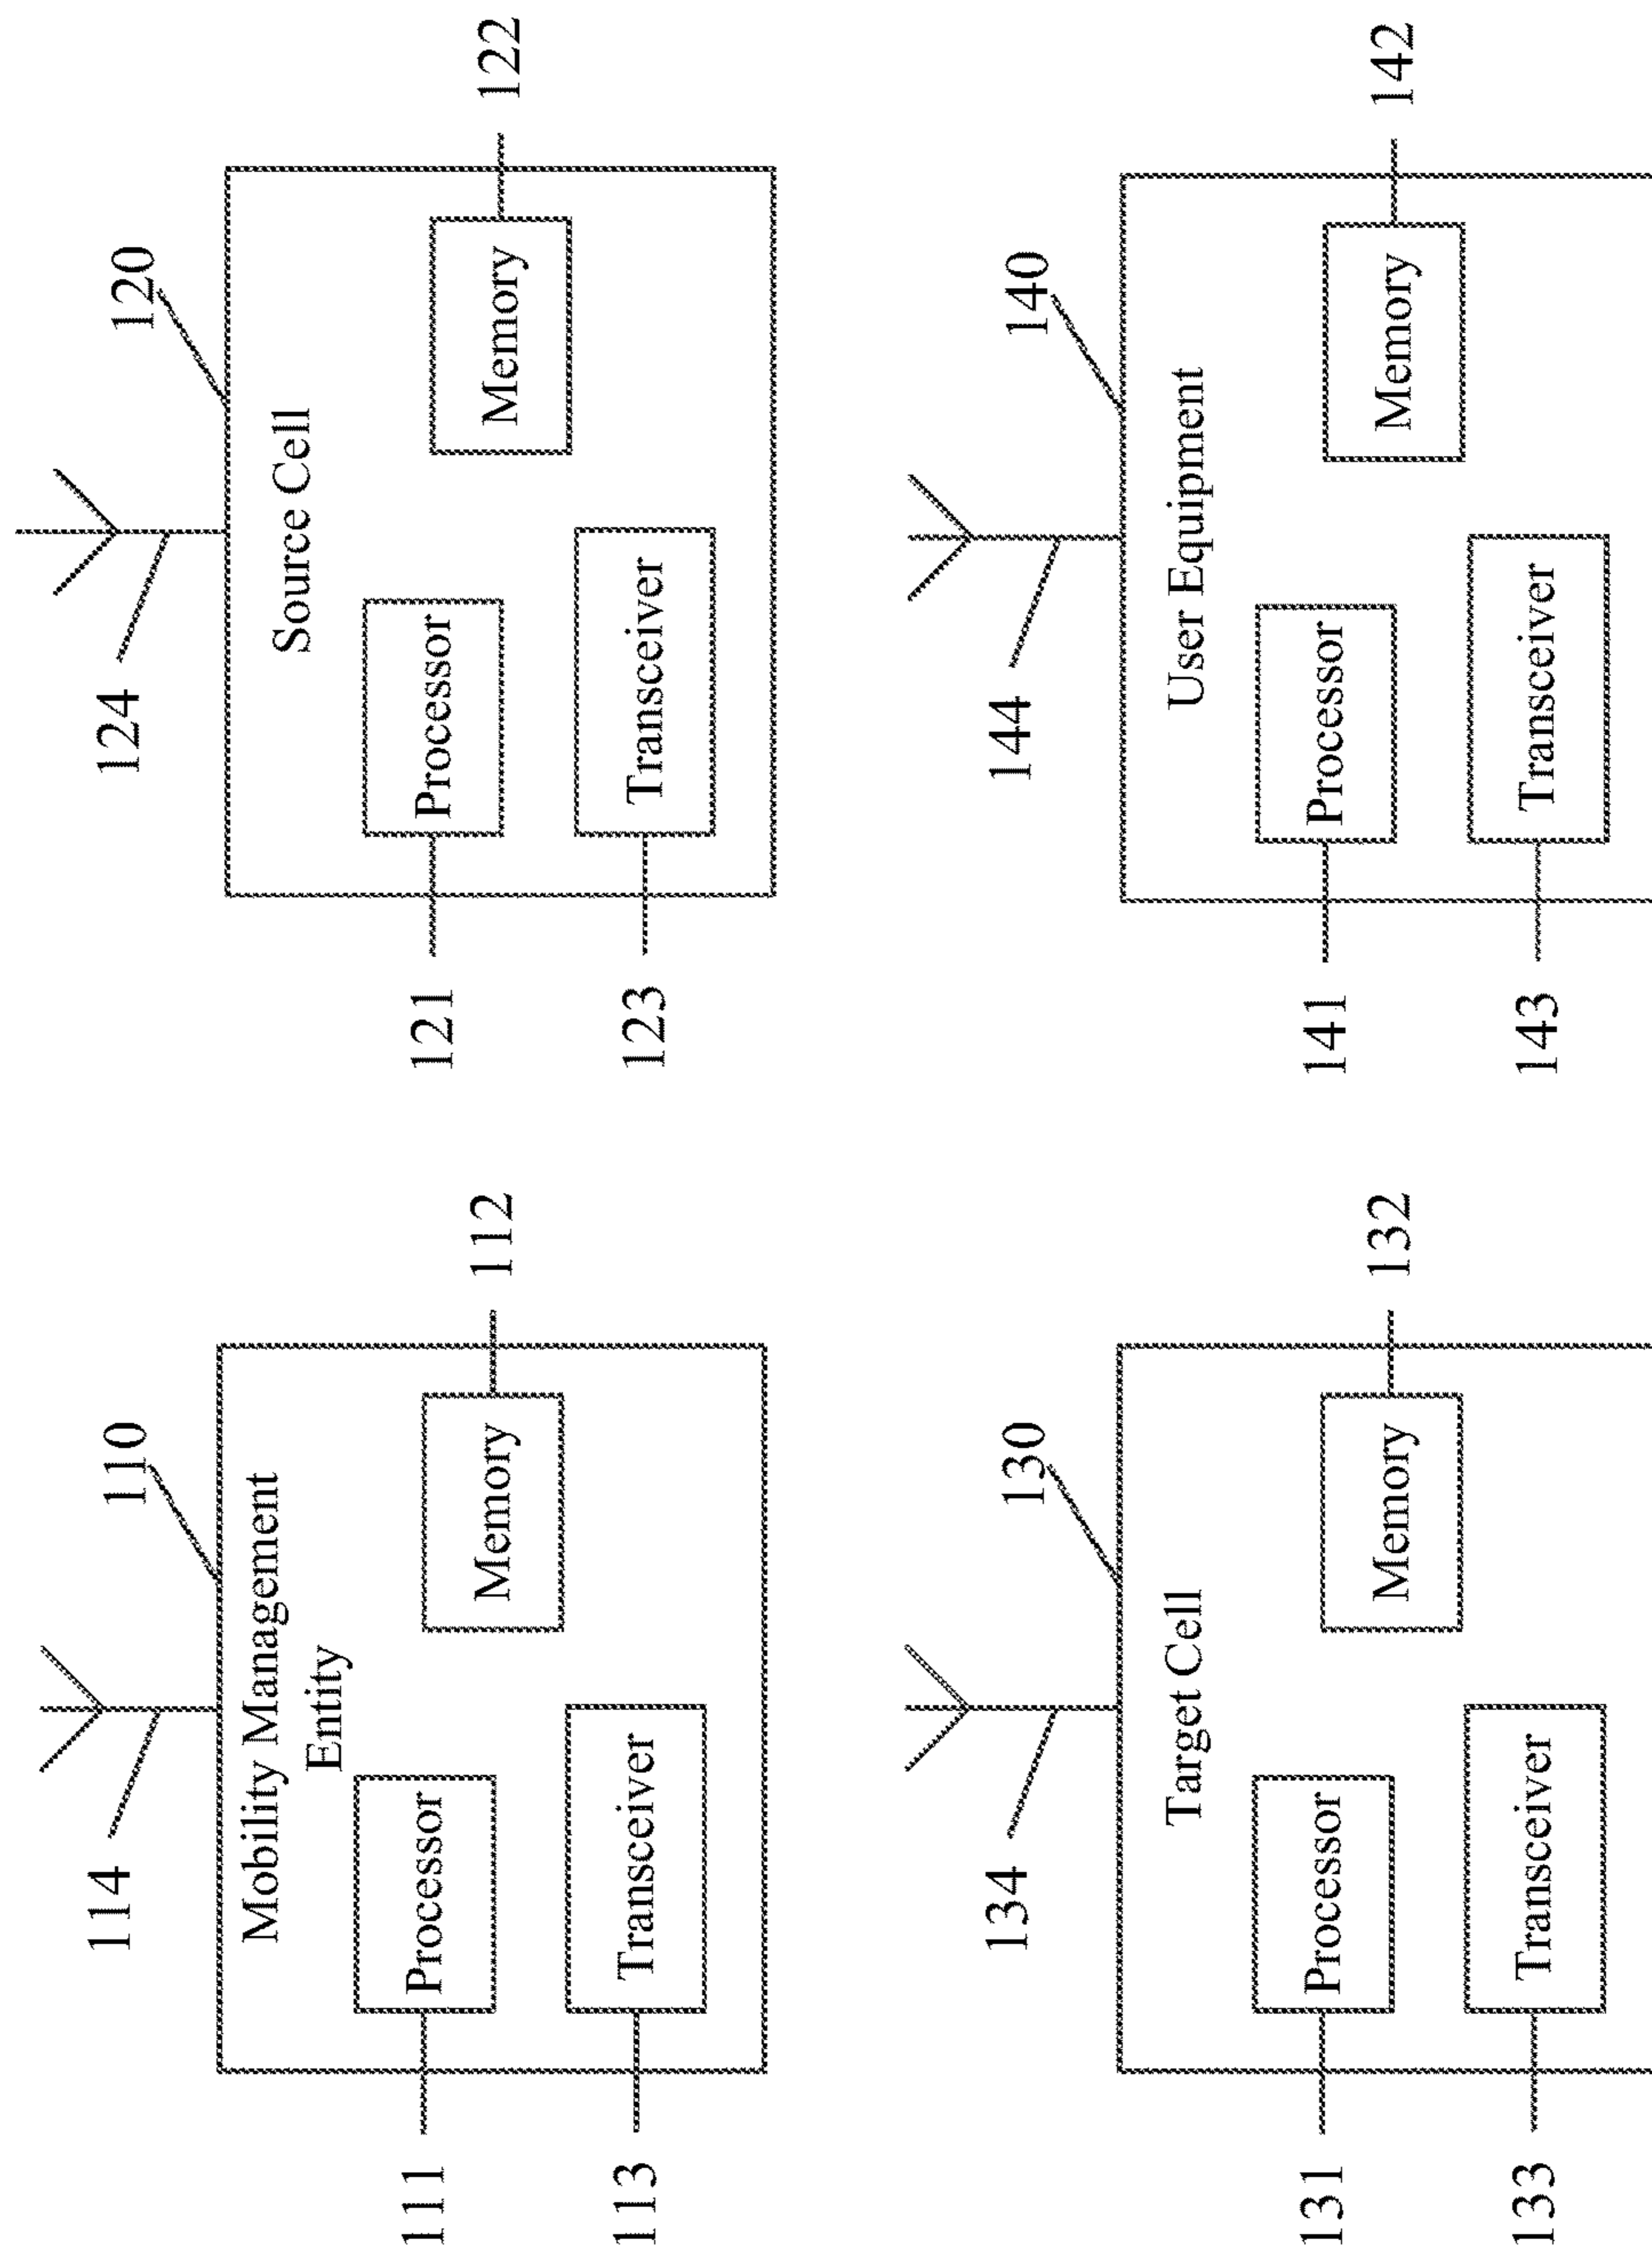 110
114
Mobility Management
Entity
111
Processor
Memory
112
113
Transceiver
120
124
Source Cell
121
Processor
Memory
122
123
Transceiver
130
134
Target Cell
131
Processor
Memory
132
133
Transceiver
140
144
User Equipment
141
Processor
Memory
142
143
Transceiver